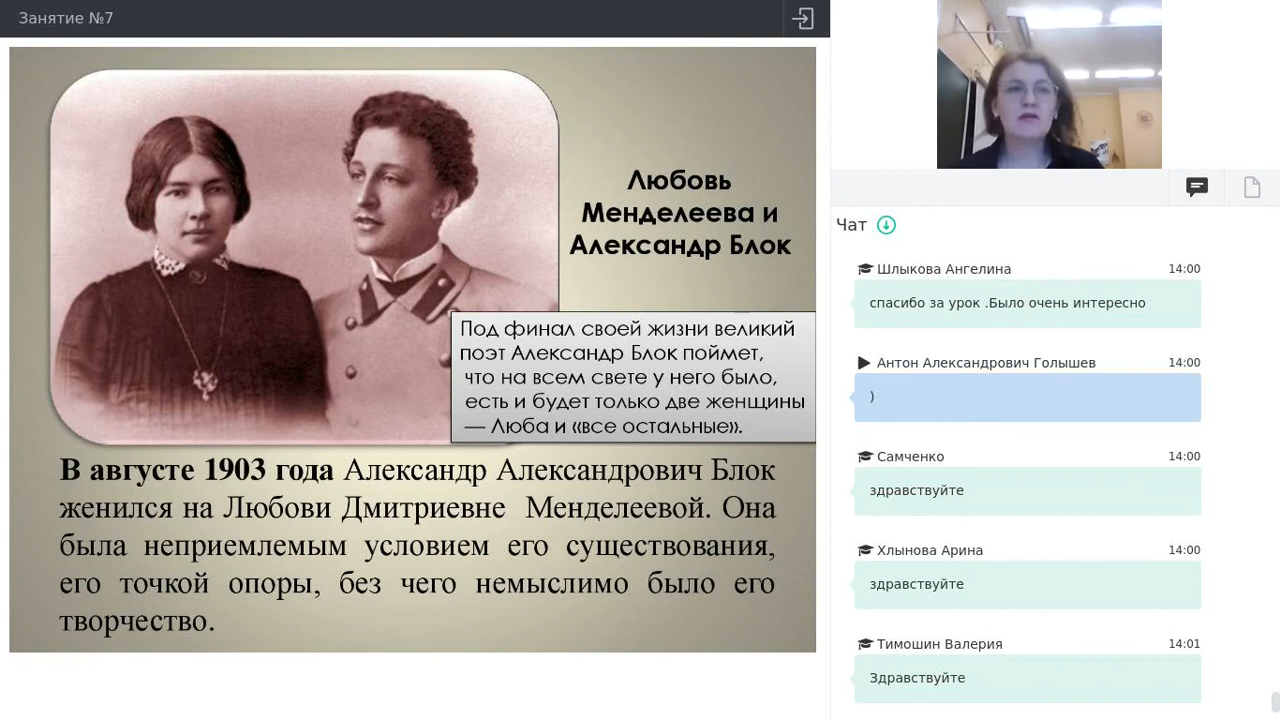 Занятие №7
Любовь
Менделеева и
Александр Блок
Под финал своей жизни великий
поэт Александр Блок поймет,
что на всем свете у него было,
есть и будет только две женщины
— Люба и «все остальные».
В августе 1903 года Александр Александрович Блок
женился на Любови Дмитриевне Менделеевой. Она
была неприемлемым условием его существования,
его точкой опоры, без чего немыслимо было его
творчество.
Чат
Шлыкова Ангелина 14:00
спасибо за урок .Было очень интересно
Антон Александрович Голышев 14:00
)
Самченко 14:00
здравствуйте
Хлынова Арина 14:00
здравствуйте
Тимошин Валерия 14:01
Здравствуйте